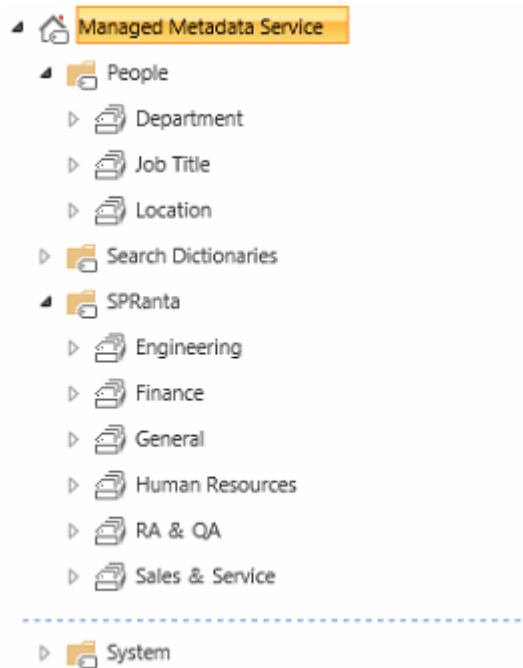 Managed Metadata Service
People
Department
Job Title
Location
Search Dictionaries
SPRanta
Engineering
Finance
General
Human Resources
RA & QA
Sales & Service
System